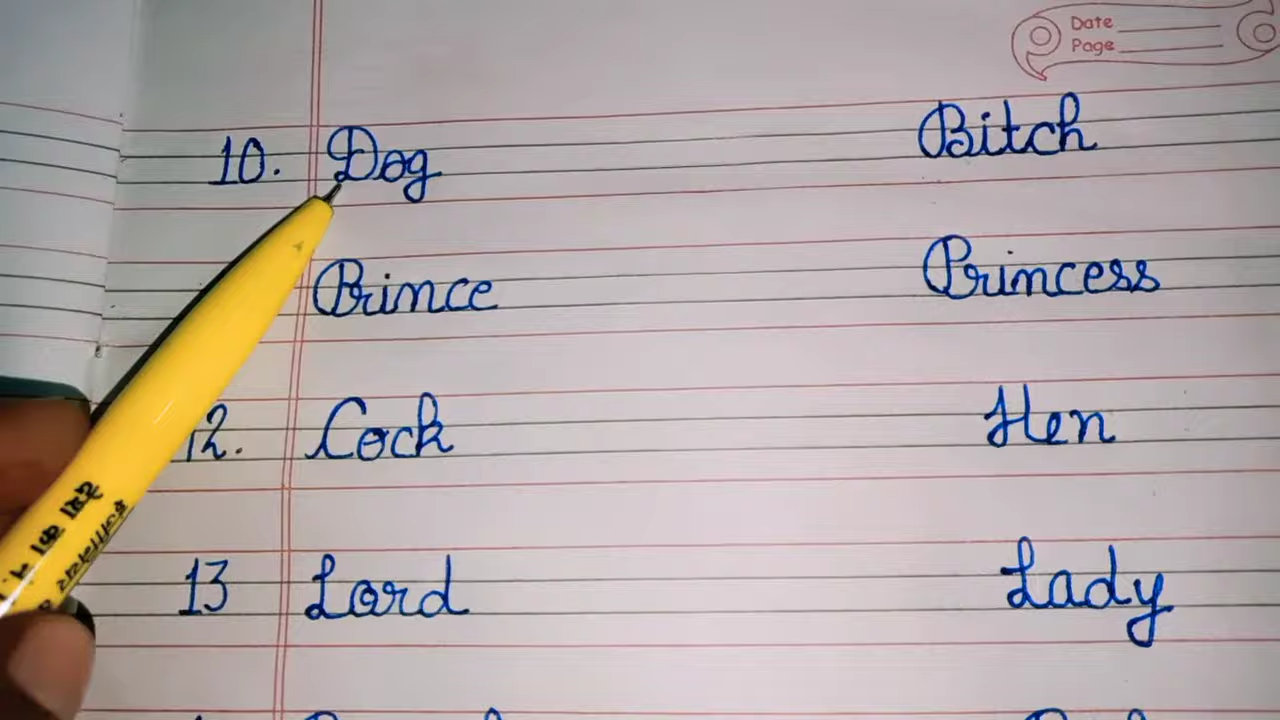 Date
Page
10. Dog Bitch
Prince Princess
12. Cock Hen
13 Lord Lady